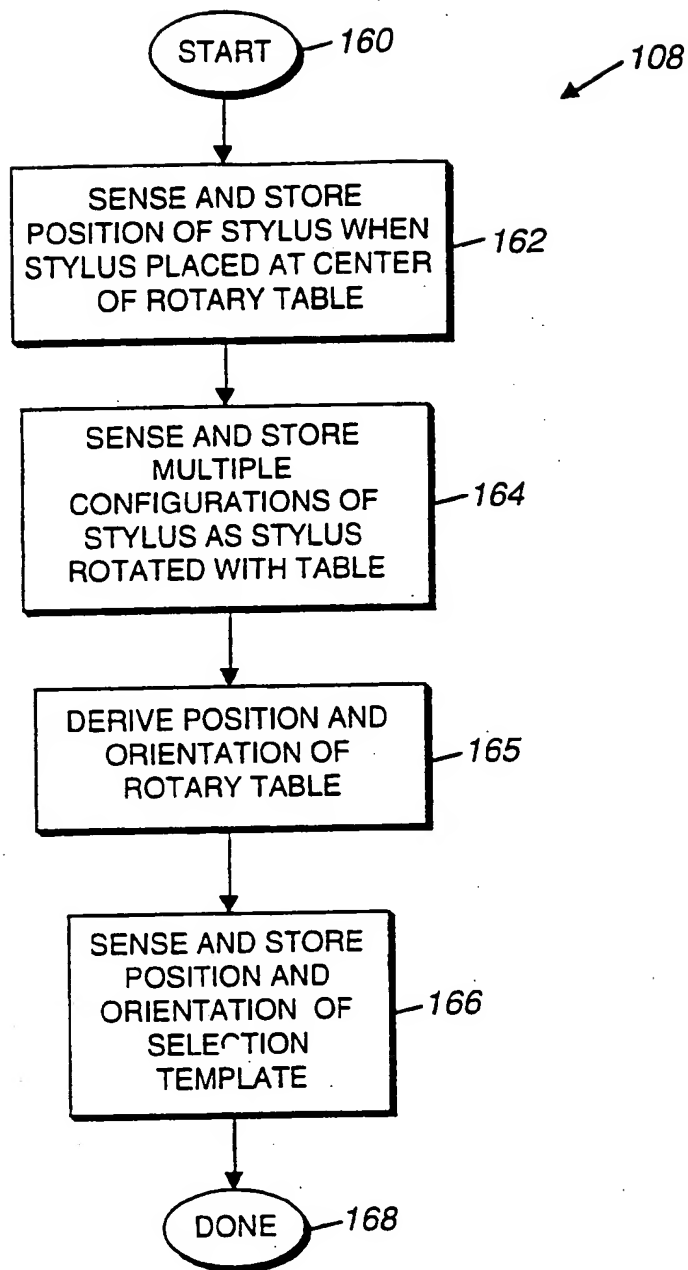 START
160
108
SENSE AND STORE
POSITION OF STYLUS WHEN
STYLUS PLACED AT CENTER
OF ROTARY TABLE
162
SENSE AND STORE
MULTIPLE
CONFIGURATIONS OF
STYLUS AS STYLUS
ROTATED WITH TABLE
164
DERIVE POSITION AND
ORIENTATION OF
ROTARY TABLE
165
SENSE AND STORE
POSITION AND
ORIENTATION OF
SELECTION
TEMPLATE
166
DONE
168